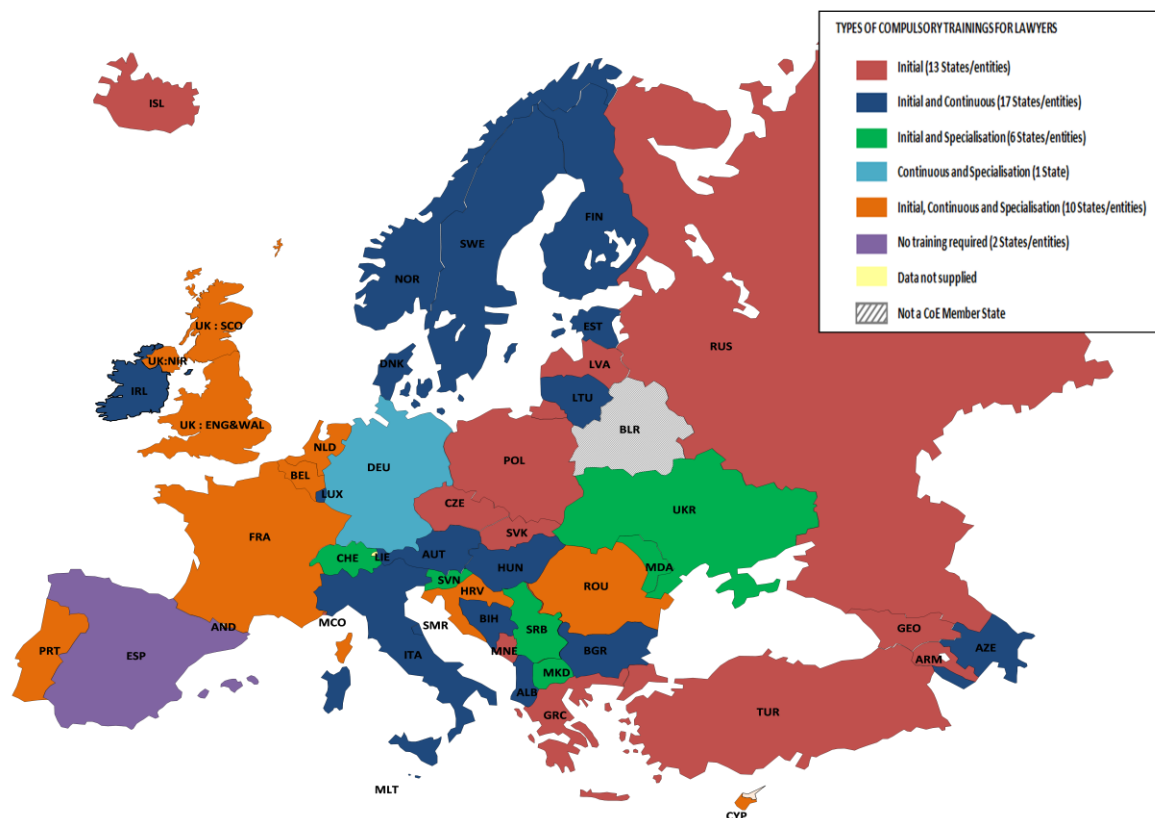 TYPES OF COMPULSORY TRAININGS FOR LAWYERS
Initial (13 States/entities)
Initial and Continuous (17 States/entities)
Initial and Specialisation (6 States/entities)
Continuous and Specialisation (1 State)
Initial, Continuous and Specialisation (10 States/entities)
No training required (2 States/entities)
Data not supplied
Not a CoE Member State
ISL
FIN
SWE
NOR
UK : SCO
EST
RUS
UK:NIR
DNK
LVA
IRL
LTU
UK : ENG&WAL
BLR
NLD
DEU
POL
BEL
LUX
CZE
UKR
FRA
SVK
CHE
LIE
AUT
HUN
MDA
SVN
ROU
HRV
AND
MCO
SMR
BIH
SRB
GEO
PRT
ESP
ITA
MNE
BGR
ARM
AZE
MKD
ALB
GRC
TUR
MLT
CYP